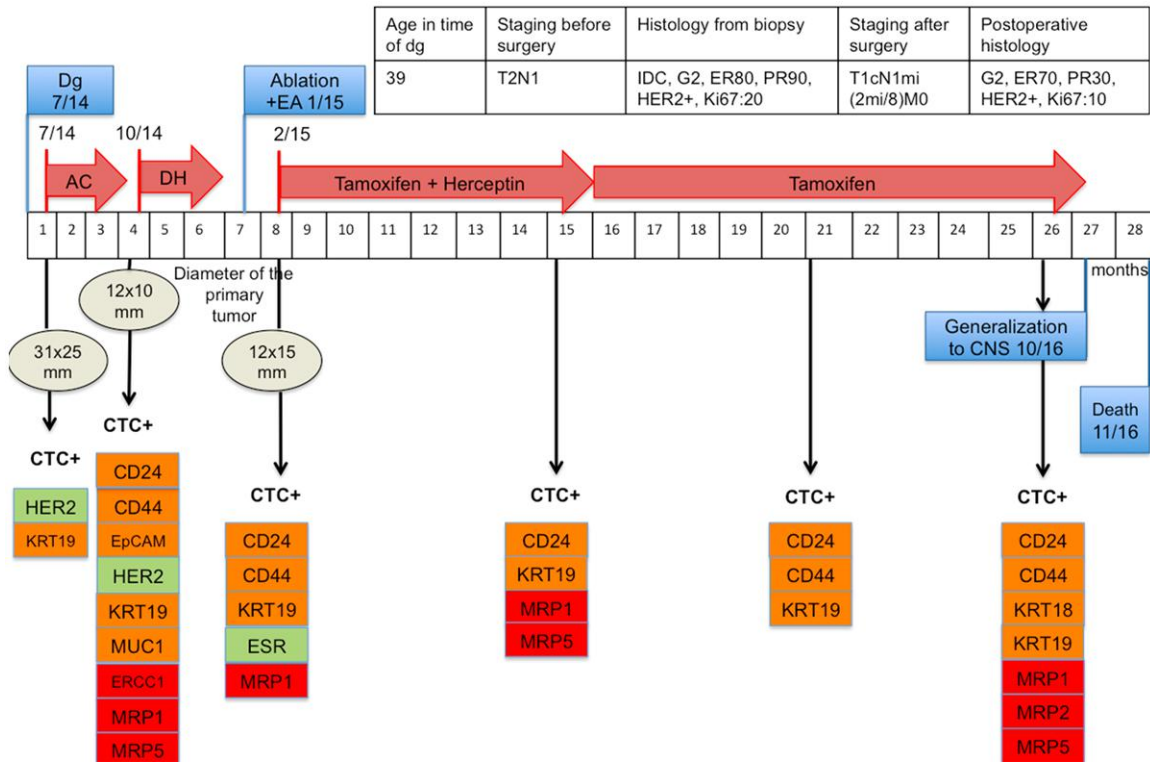 Age in time
of dg
Staging before
surgery
Histology from biopsy
Staging after
surgery
Postoperative
histology
39
T2N1
IDC, G2, ER80, PR90,
HER2+, Ki67:20
T1cN1mi
(2mi/8)M0
G2, ER70, PR30,
HER2+, Ki67:10
Dg
7/14
Ablation
+EA 1/15
7/14
10/14
2/15
AC
DH
Tamoxifen + Herceptin
Tamoxifen
1 2 3 4 5 6 7 8 9 10 11 12 13 14 15 16 17 18 19 20 21 22 23 24 25 26 27 28
months
Diameter of the
primary
tumor
31x25
mm
12x10
mm
12x15
mm
Generalization
to CNS 10/16
Death
11/16
CTC+
HER2
KRT19
CTC+
CD24
CD44
EpCAM
HER2
KRT19
MUC1
ERCC1
MRP1
MRP5
CTC+
CD24
CD44
KRT19
ESR
MRP1
CTC+
CD24
KRT19
MRP1
MRP5
CTC+
CD24
CD44
KRT19
CTC+
CD24
CD44
KRT18
KRT19
MRP1
MRP2
MRP5